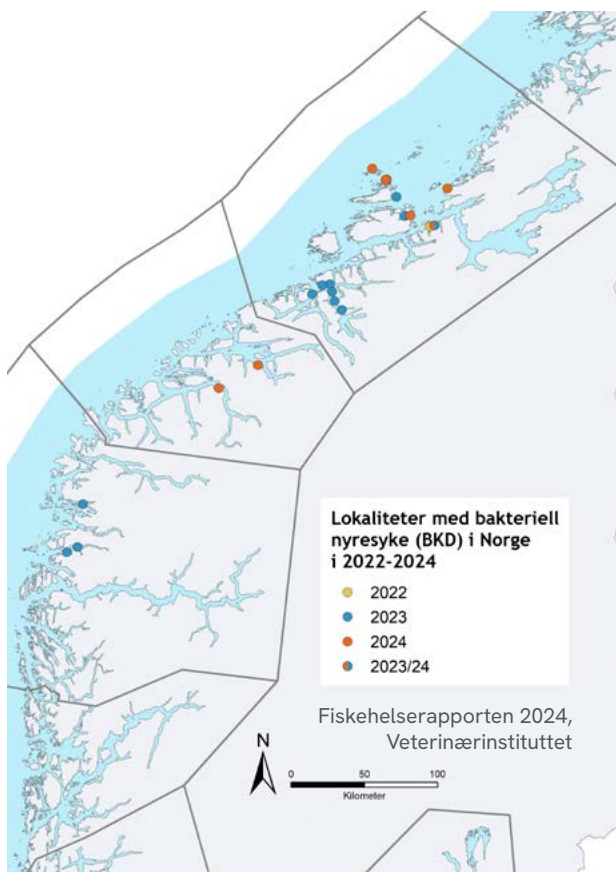 Lokaliteter med bakteriell
nyresyke (BKD) i Norge
i 2022-2024
2022
2023
2024
2023/24
Fiskehelserapporten 2024,
Veterinærinstituttet
N
0 50 100
Kilometer